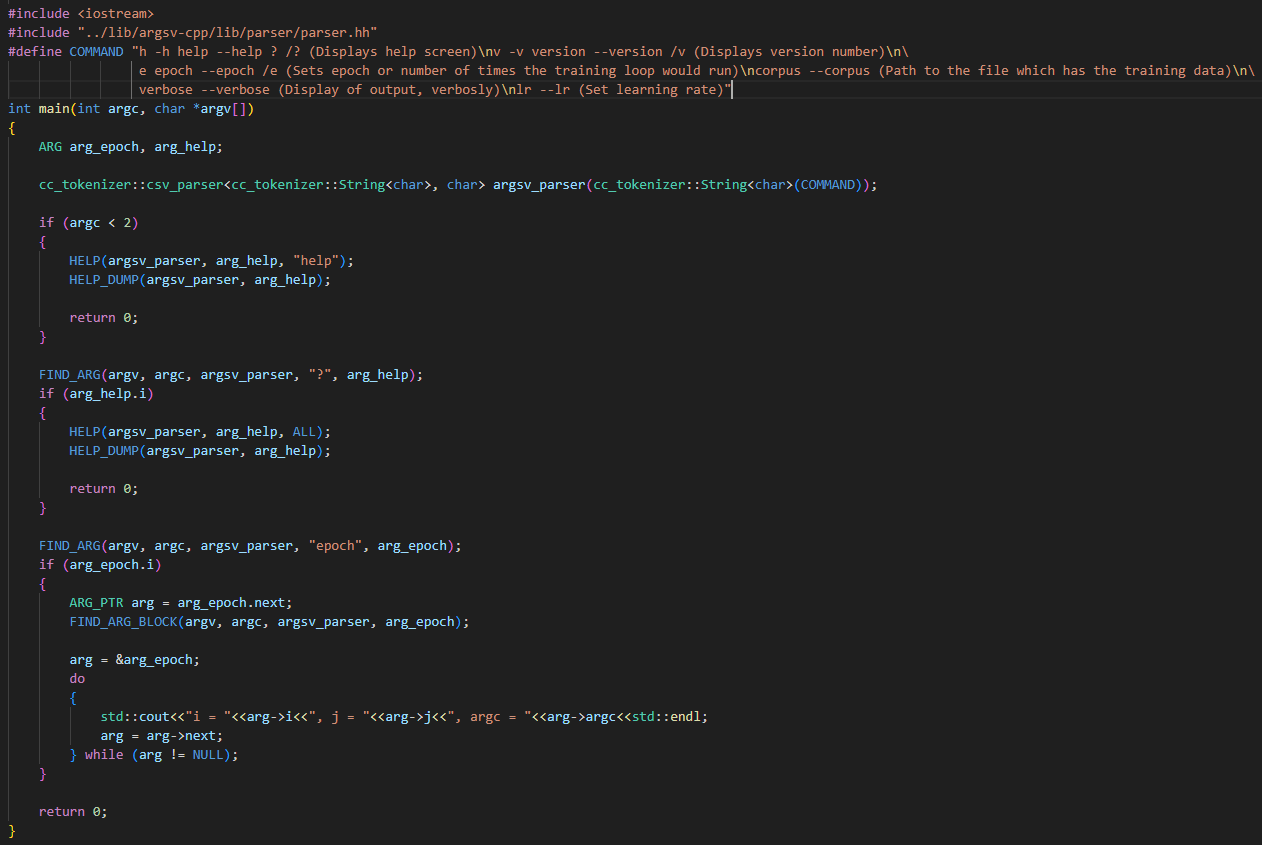 #include <iostream>
#include "../lib/argsv-cpp/lib/parser/parser.hh"
#define COMMAND "h -h help --help ? /? (Displays help screen)\nv -v version --version /v (Displays version number)\n\
                 e epoch --epoch /e (Sets epoch or number of times the training loop would run)\ncorpus --corpus (Path to the file which has the training data)\n\
                 verbose --verbose (Display of output, verbosly)\nlr --lr (Set learning rate)"
int main(int argc, char *argv[])
{
    ARG arg_epoch, arg_help;
    cc_tokenizer::csv_parser<cc_tokenizer::String<char>, char> argsv_parser(cc_tokenizer::String<char>(COMMAND));
    if (argc < 2)
    {
        HELP(argsv_parser, arg_help, "help");
        HELP_DUMP(argsv_parser, arg_help);
        return 0;
    }
    FIND_ARG(argv, argc, argsv_parser, "?", arg_help);
    if (arg_help.i)
    {
        HELP(argsv_parser, arg_help, ALL);
        HELP_DUMP(argsv_parser, arg_help);
        return 0;
    }
    FIND_ARG(argv, argc, argsv_parser, "epoch", arg_epoch);
    if (arg_epoch.i)
    {
        ARG_PTR arg = arg_epoch.next;
        FIND_ARG_BLOCK(argv, argc, argsv_parser, arg_epoch);
        arg = &arg_epoch;
        do
        {
            std::cout<<"i = "<<arg->i<<", j = "<<arg->j<<", argc = "<<arg->argc<<std::endl;
            arg = arg->next;
        } while (arg != NULL);
    }
    return 0;
}